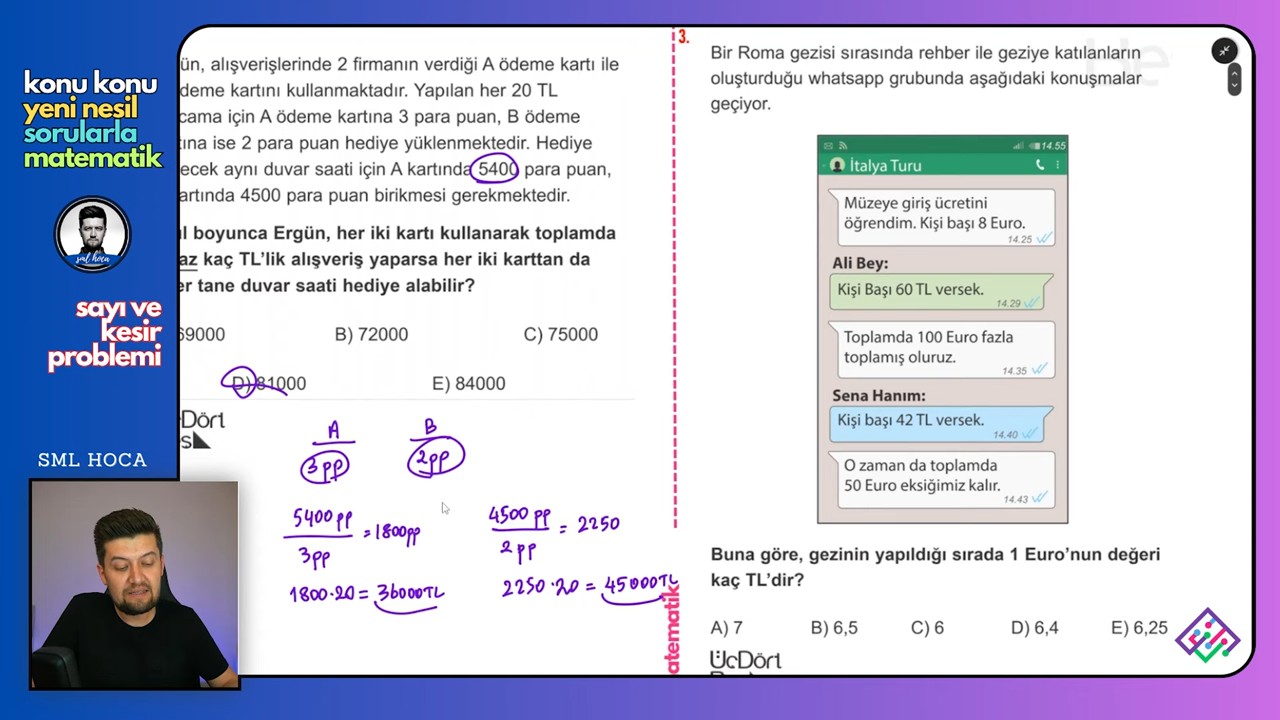 konu konu
yeni nesil
sorularla
matematik
SML HOCA
sayı ve
kesir
problemi
SML HOCA
ün, alışverişlerinde 2 firmanın verdiği A ödeme kartı ile
deme kartını kullanmaktadır. Yapılan her 20 TL
cama için A ödeme kartına 3 para puan, B ödeme
tına ise 2 para puan hediye yüklenmektedir. Hediye
ecek aynı duvar saati için A kartında 5400 para puan,
artında 4500 para puan birikmesi gerekmektedir.
ıl boyunca Ergün, her iki kartı kullanarak toplamda
az kaç TL'lik alışveriş yaparsa her iki karttan da
er tane duvar saati hediye alabilir?
69000 B) 72000 C) 75000
D) 81000 E) 84000
eDört
s
A B
3pp 2pp
5400pp / 3pp = 1800pp
4500 pp / 2pp = 2250
1800·20 = 36000TL
2250·20 = 45000TL
atematik
3.
Bir Roma gezisi sırasında rehber ile geziye katılanların
oluşturduğu whatsapp grubunda aşağıdaki konuşmalar
geçiyor.
14.55
İtalya Turu
Müzeye giriş ücretini
öğrendim. Kişi başı 8 Euro.
14.25
Ali Bey:
Kişi Başı 60 TL versek.
14.29
Toplamda 100 Euro fazla
toplamış oluruz.
14.35
Sena Hanım:
Kişi başı 42 TL versek.
14.40
O zaman da toplamda
50 Euro eksiğimiz kalır.
14.43
Buna göre, gezinin yapıldığı sırada 1 Euro'nun değeri
kaç TL'dir?
A) 7 B) 6,5 C) 6 D) 6,4 E) 6,25
ÜçDört